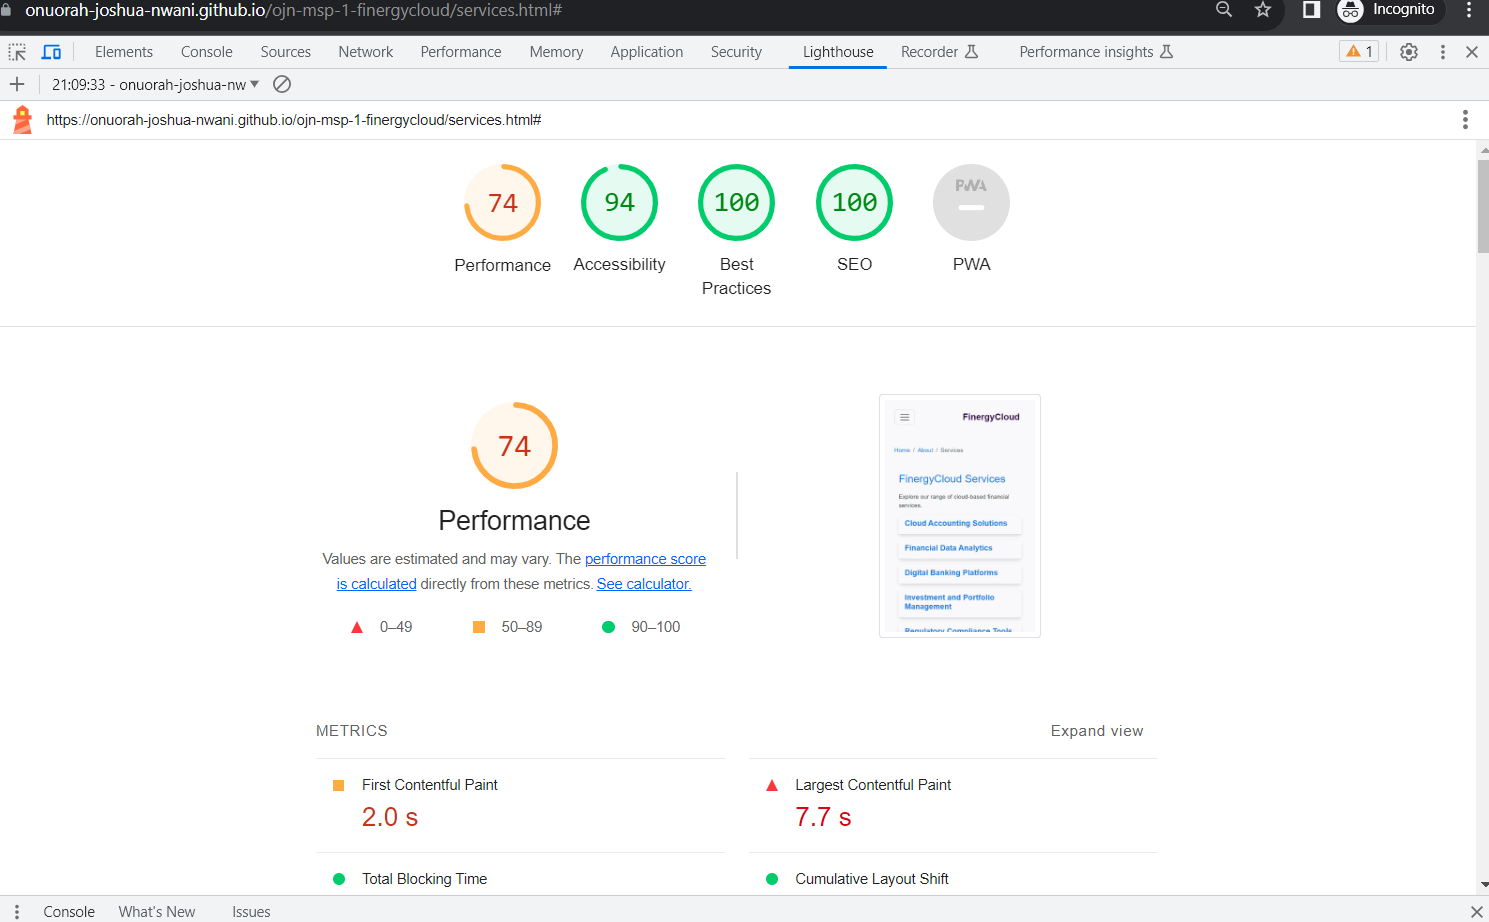 onuorah-joshua-nwani.github.io/ojn-msp-1-finergycloud/services.html#
Incognito
Elements Console Sources Network Performance Memory Application Security Lighthouse Recorder Performance insights 1
21:09:33 - onuorah-joshua-nw
https://onuorah-joshua-nwani.github.io/ojn-msp-1-finergycloud/services.html#
74 94 100 100 PWA
Performance Accessibility Best Practices SEO PWA
74
Performance
Values are estimated and may vary. The performance score
is calculated directly from these metrics. See calculator.
0–49 50–89 90–100
FinergyCloud
Home / About / Services
FinergyCloud Services
Explore our range of cloud-based financial
services.
Cloud Accounting Solutions
Financial Data Analytics
Digital Banking Platforms
Investment and Portfolio
Management
Regulatory Compliance Tools
METRICS Expand view
First Contentful Paint
2.0 s
Largest Contentful Paint
7.7 s
Total Blocking Time
Cumulative Layout Shift
Console What's New Issues